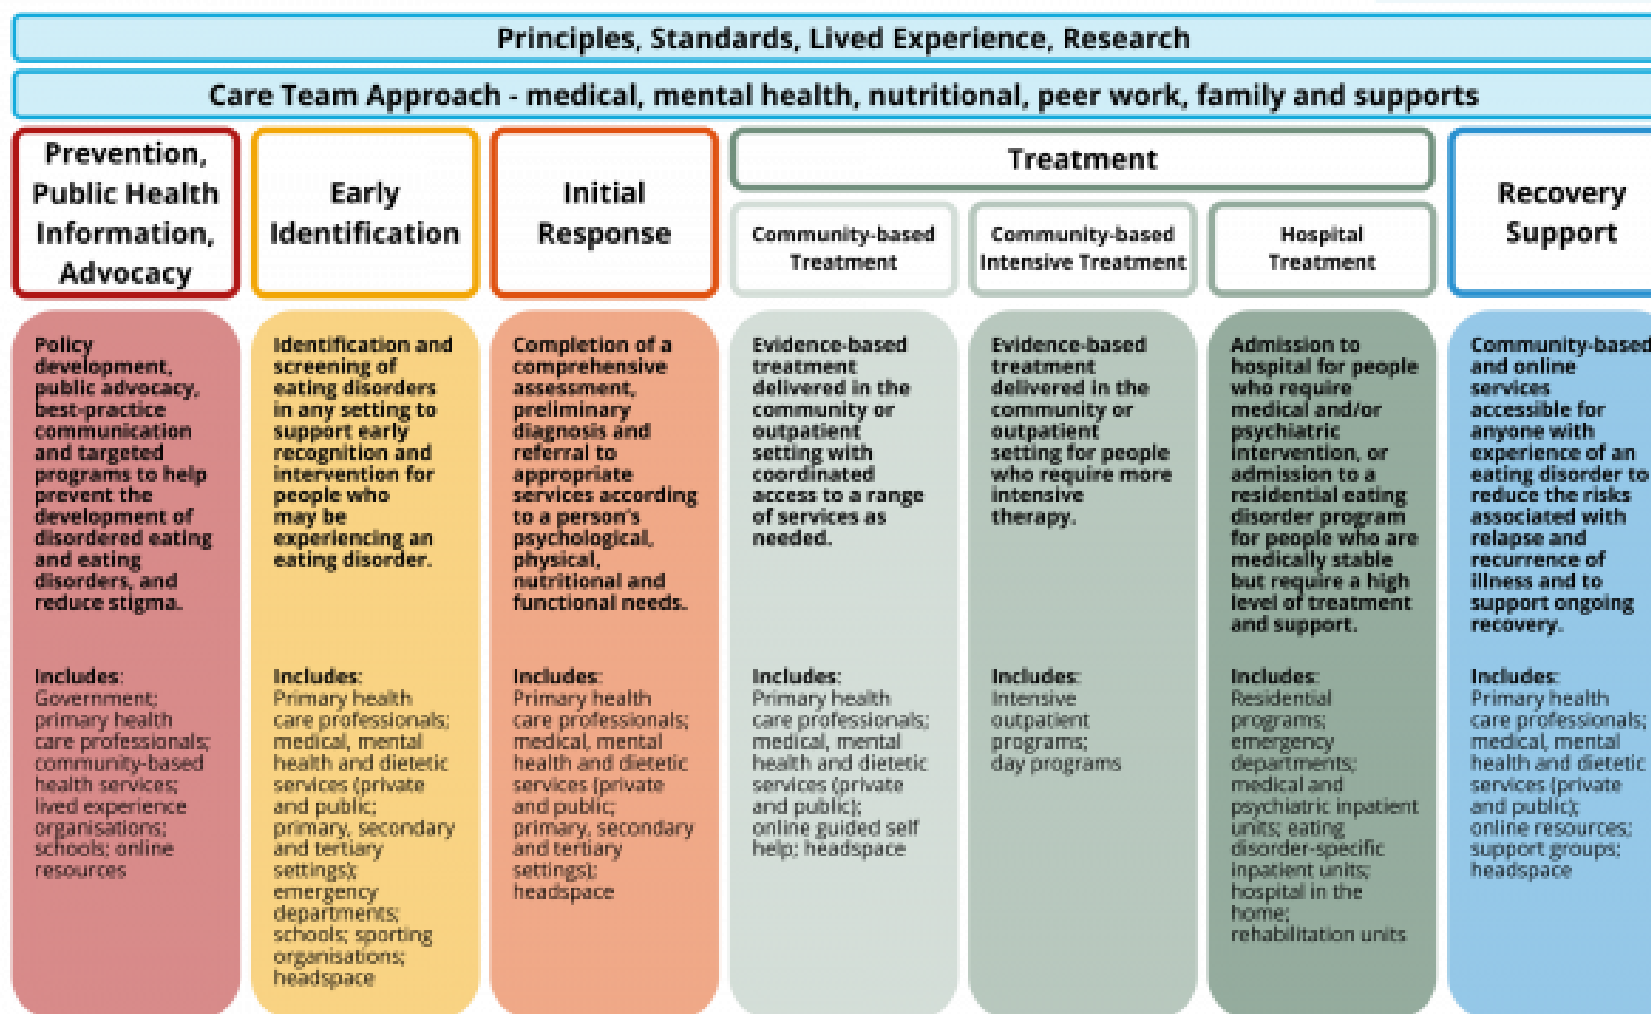 Principles, Standards, Lived Experience, Research
Care Team Approach - medical, mental health, nutritional, peer work, family and supports
Prevention,
Public Health
Information,
Advocacy
Early
Identification
Initial
Response
Treatment
Community-based
Treatment
Community-based
Intensive Treatment
Hospital
Treatment
Recovery
Support
Policy
development,
public advocacy,
best-practice
communication
and targeted
programs to help
prevent the
development of
disordered eating
and eating
disorders, and
reduce stigma.
Includes:
Government;
primary health
care professionals;
community-based
health services;
lived experience
organisations;
schools; online
resources
Identification and
screening of
eating disorders
in any setting to
support early
recognition and
intervention for
people who
may be
experiencing an
eating disorder.
Includes:
Primary health
care professionals;
medical, mental
health and dietetic
services (private
and public;
primary, secondary
and tertiary
settings);
emergency
departments;
schools; sporting
organisations;
headspace
Completion of a
comprehensive
assessment,
preliminary
diagnosis and
referral to
appropriate
services according
to a person's
psychological,
physical,
nutritional and
functional needs.
Includes:
Primary health
care professionals;
medical, mental
health and dietetic
services (private
and public;
primary, secondary
and tertiary
settings);
headspace
Evidence-based
treatment
delivered in the
community or
outpatient
setting with
coordinated
access to a range
of services as
needed.
Includes:
Primary health
care professionals;
medical, mental
health and dietetic
services (private
and public);
online guided self
help; headspace
Evidence-based
treatment
delivered in the
community or
outpatient
setting for people
who require more
intensive
therapy.
Includes:
Intensive
outpatient
programs;
day programs
Admission to
hospital for people
who require
medical and/or
psychiatric
intervention, or
admission to a
residential eating
disorder program
for people who are
medically stable
but require a high
level of treatment
and support.
Includes:
Residential
programs;
emergency
departments;
medical and
psychiatric inpatient
units; eating
disorder-specific
inpatient units;
hospital in the
home;
rehabilitation units
Community-based
and online
services
accessible for
anyone with
experience of an
eating disorder to
reduce the risks
associated with
relapse and
recurrence of
illness and to
support ongoing
recovery.
Includes:
Primary health
care professionals;
medical, mental
health and dietetic
services (private
and public);
online resources;
support groups;
headspace